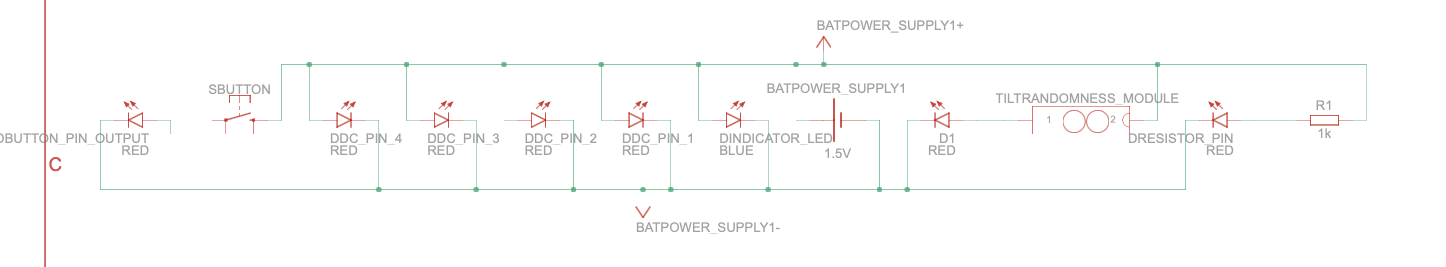 BATPOWER_SUPPLY1+
SBUTTON
BATPOWER_SUPPLY1
TILTRANDOMNESS_MODULE
R1
1
2
DBUTTON_PIN_OUTPUT
RED
DDC_PIN_4
RED
DDC_PIN_3
RED
DDC_PIN_2
RED
DDC_PIN_1
RED
DINDICATOR_LED
BLUE
1.5V
D1
RED
DRESISTOR_PIN
RED
1k
C
BATPOWER_SUPPLY1-